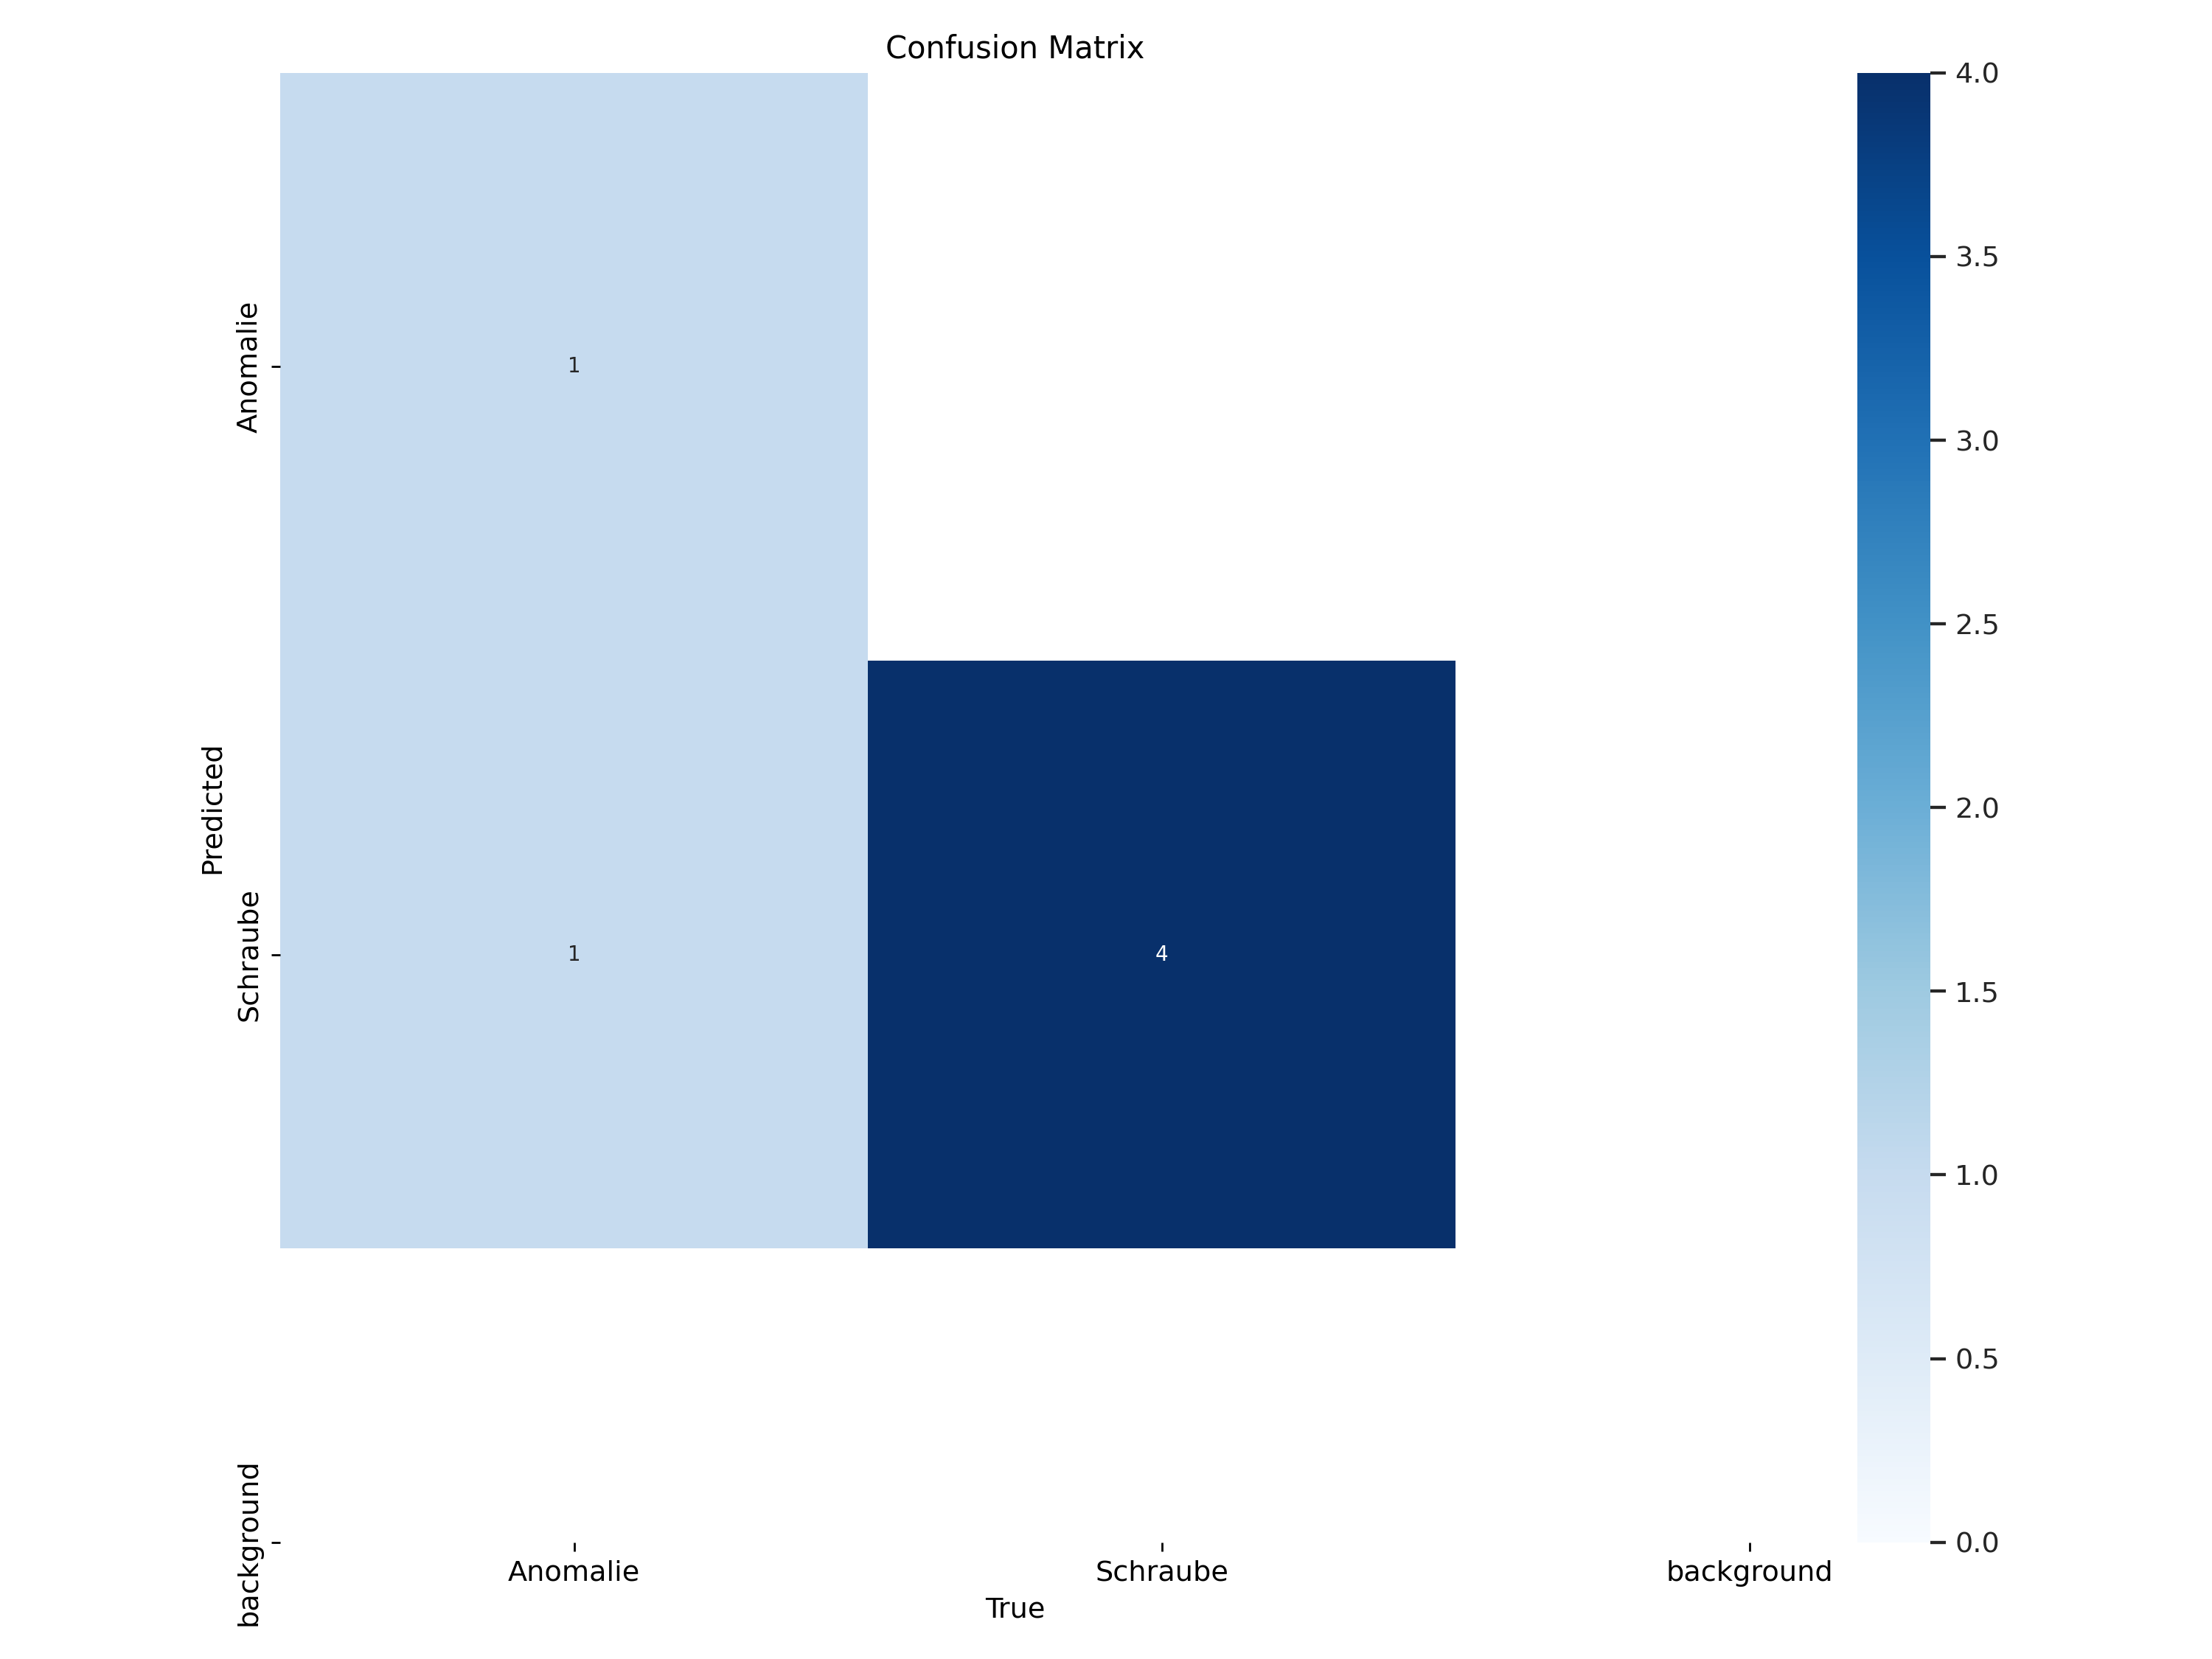 Confusion Matrix
Anomalie
Schraube
background
Predicted
1
1
4
Anomalie
Schraube
background
True
4.0
3.5
3.0
2.5
2.0
1.5
1.0
0.5
0.0